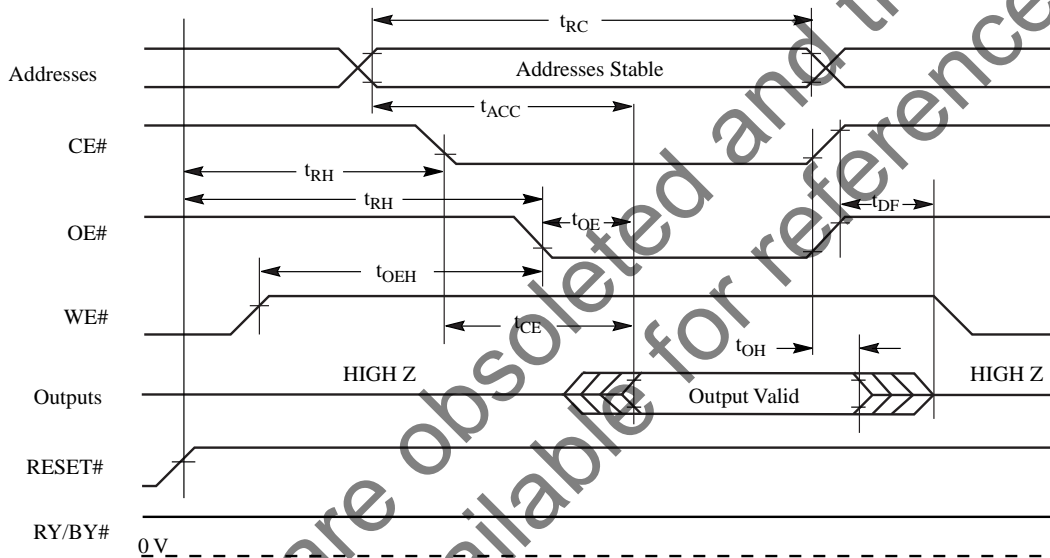 tRC
Addresses
Addresses Stable
tACC
CE#
tRH
tRH
tDF
OE#
tOE
tOEH
WE#
tCE
tOH
HIGH Z
HIGH Z
Outputs
Output Valid
RESET#
RY/BY#
0 V
are obsoleted and
available for reference